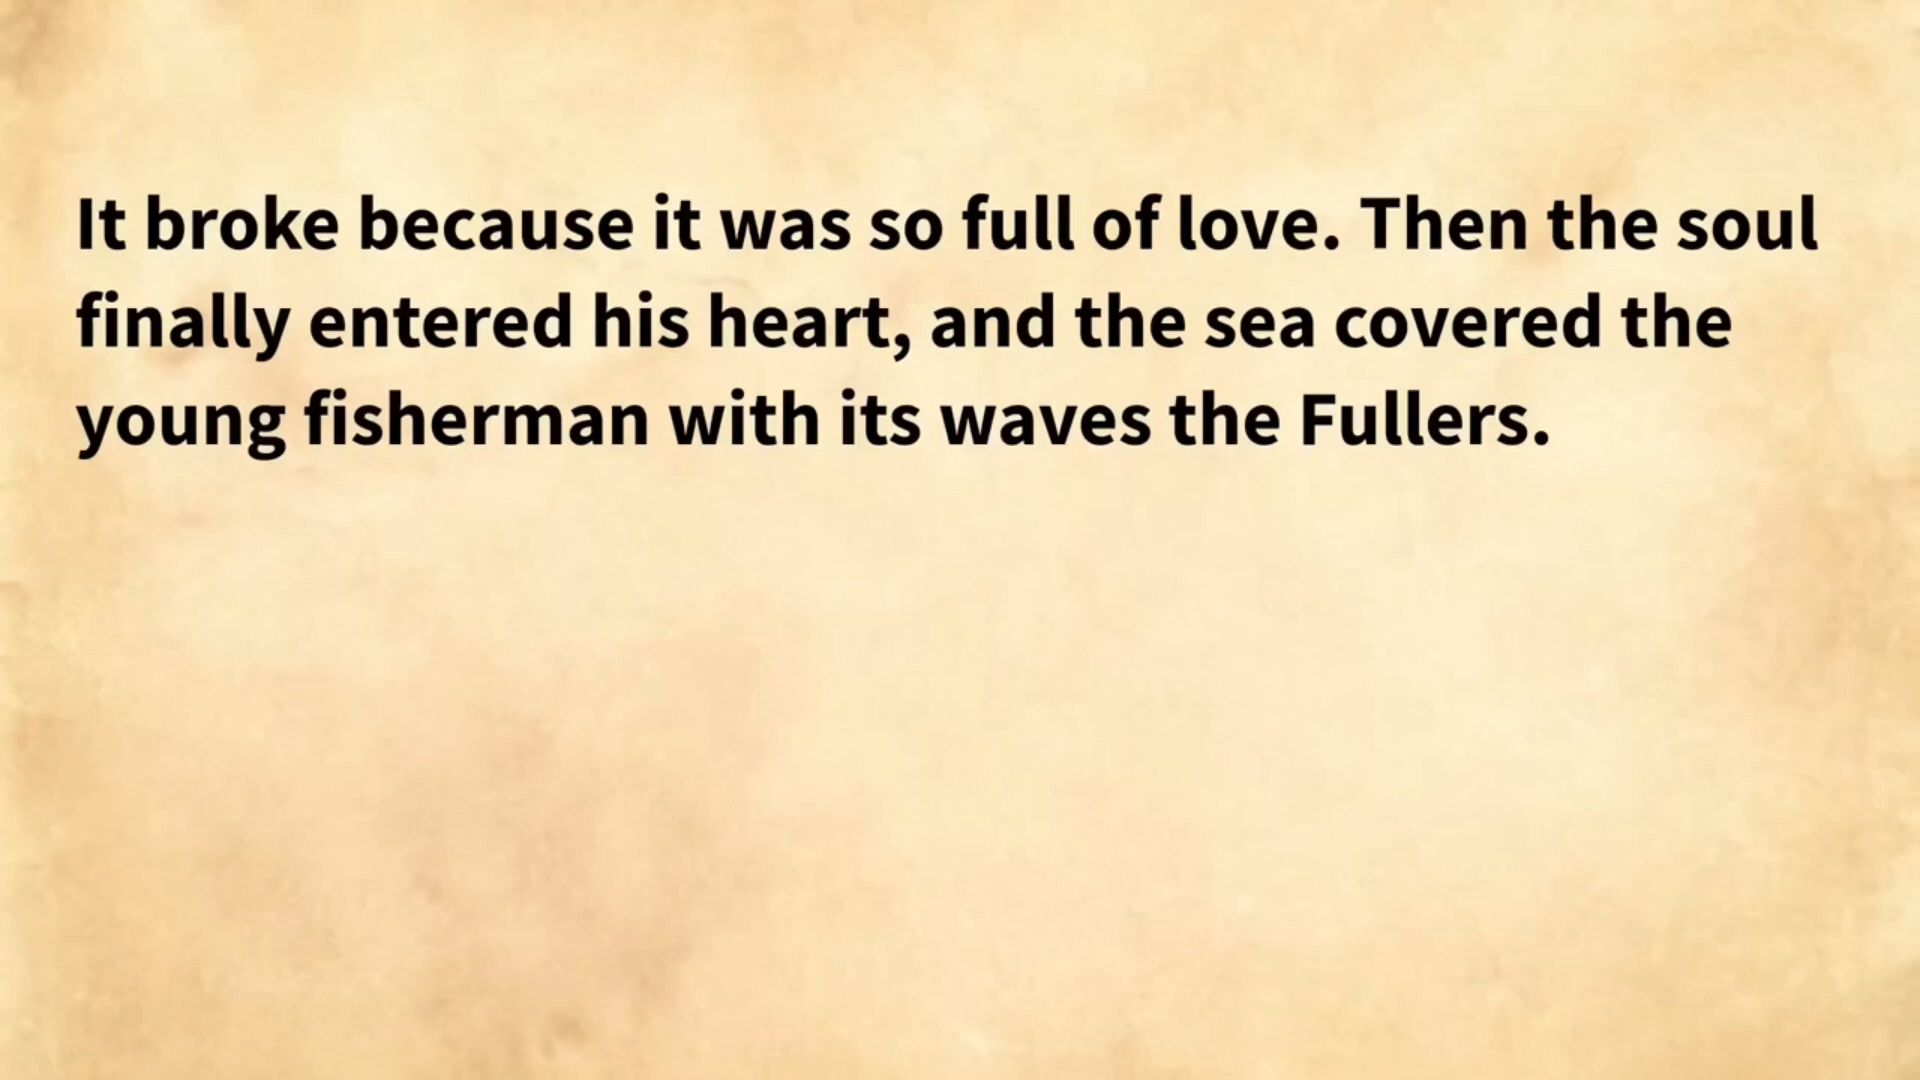 It broke because it was so full of love. Then the soul
finally entered his heart, and the sea covered the
young fisherman with its waves the Fullers.